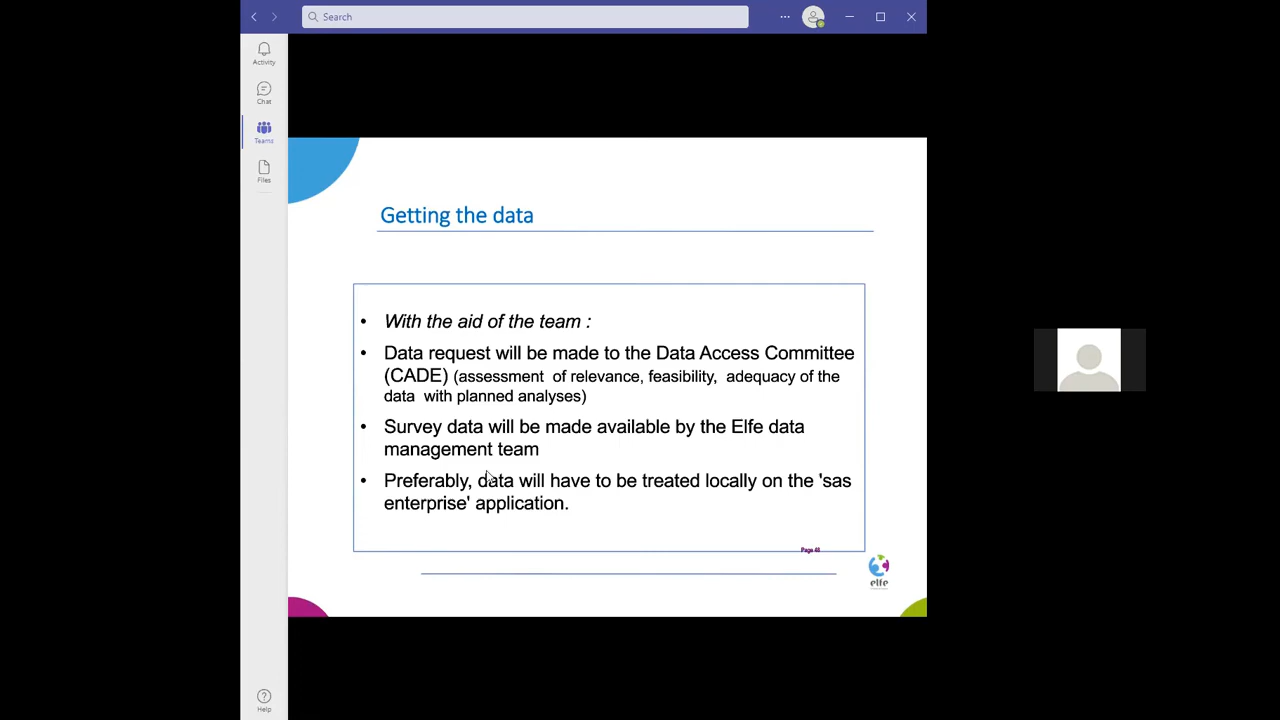 Search
Activity
Chat
Teams
Files
Getting the data
• With the aid of the team :
• Data request will be made to the Data Access Committee
(CADE) (assessment of relevance, feasibility, adequacy of the
data with planned analyses)
• Survey data will be made available by the Elfe data
management team
• Preferably, data will have to be treated locally on the 'sas
enterprise' application.
Page 48
elfe
Help